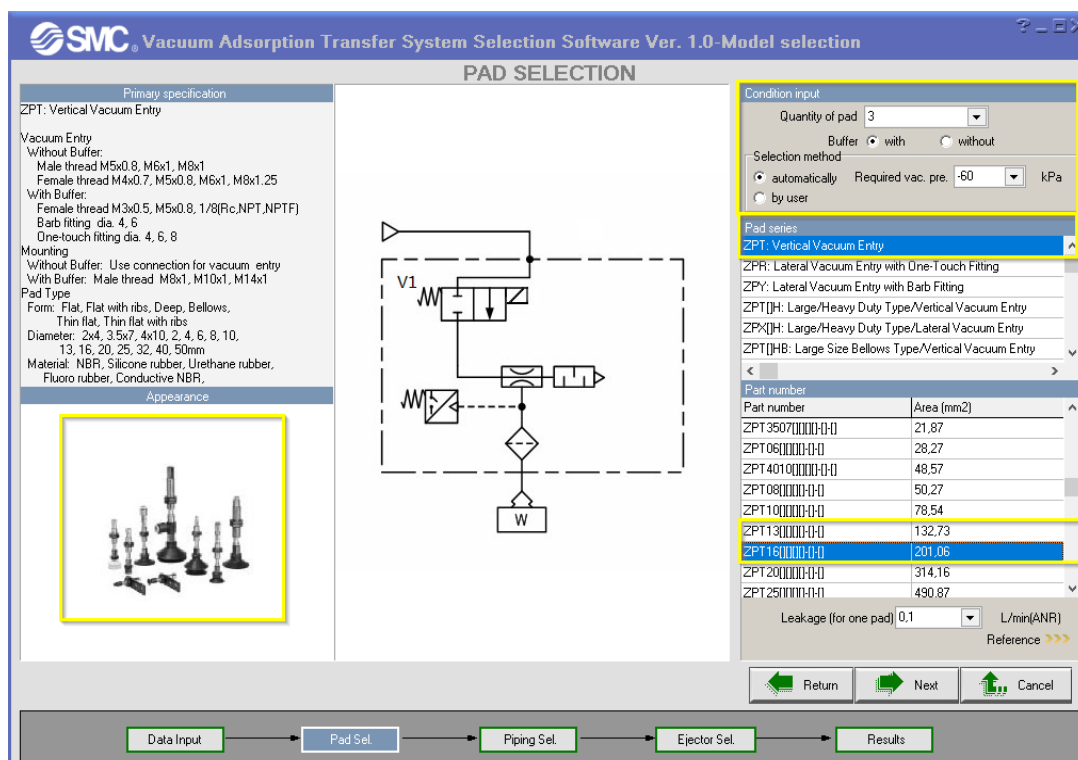 SMC® Vacuum Adsorption Transfer System Selection Software Ver. 1.0-Model selection
PAD SELECTION
Primary specification
ZPT: Vertical Vacuum Entry
Vacuum Entry
Without Buffer:
Male thread M5x0.8, M6x1, M8x1
Female thread M4x0.7, M5x0.8, M6x1, M8x1.25
With Buffer:
Female thread M3x0.5, M5x0.8, 1/8(Rc,NPT,NPTF)
Barb fitting dia. 4, 6
One-touch fitting dia. 4, 6, 8
Mounting
Without Buffer: Use connection for vacuum entry
With Buffer: Male thread M8x1, M10x1, M14x1
Pad Type
Form: Flat, Flat with ribs, Deep, Bellows,
Thin flat, Thin flat with ribs
Diameter: 2x4, 3.5x7, 4x10, 2, 4, 6, 8, 10,
13, 16, 20, 25, 32, 40, 50mm
Material: NBR, Silicone rubber, Urethane rubber,
Fluoro rubber, Conductive NBR,
Appearance
V1
W
Condition input
Quantity of pad 3
Buffer with without
Selection method
automatically Required vac. pre. -60 kPa
by user
Pad series
ZPT: Vertical Vacuum Entry
ZPR: Lateral Vacuum Entry with One-Touch Fitting
ZPY: Lateral Vacuum Entry with Barb Fitting
ZPT[]H: Large/Heavy Duty Type/Vertical Vacuum Entry
ZPX[]H: Large/Heavy Duty Type/Lateral Vacuum Entry
ZPT[]HB: Large Size Bellows Type/Vertical Vacuum Entry
Part number
Part number Area (mm2)
ZPT3507[][][]-[]-[] 21,87
ZPT06[][][]-[]-[] 28,27
ZPT4010[][][]-[]-[] 48,57
ZPT08[][][]-[]-[] 50,27
ZPT10[][][]-[]-[] 78,54
ZPT13[][][]-[]-[] 132,73
ZPT16[][][]-[]-[] 201,06
ZPT20[][][]-[]-[] 314,16
ZPT25[][][]-[]-[] 490,87
Leakage (for one pad) 0,1 L/min(ANR)
Reference >>>
Return Next Cancel
Data Input Pad Sel. Piping Sel. Ejector Sel. Results